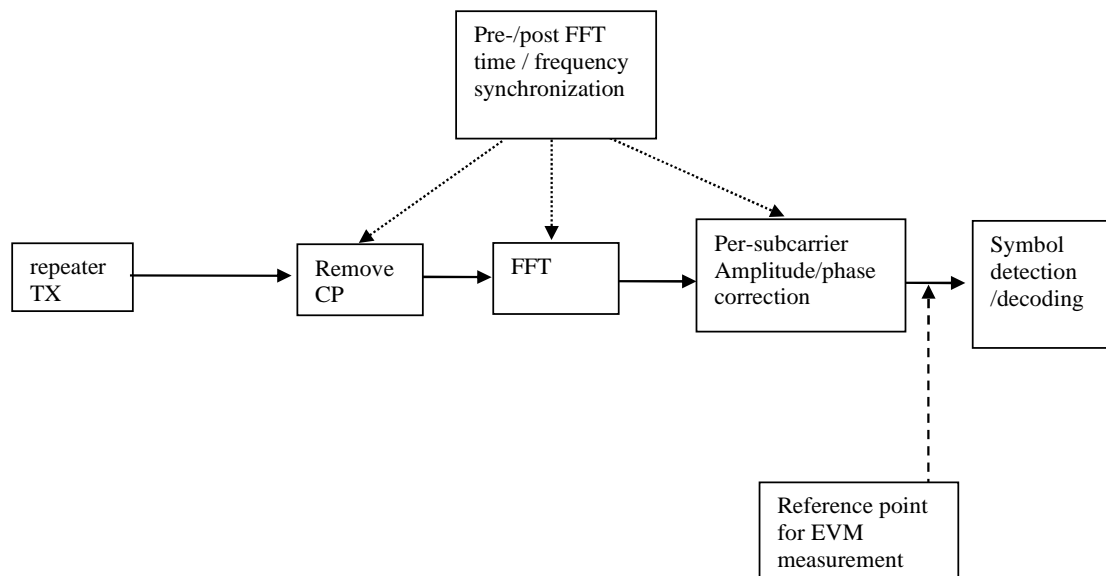 Pre-/post FFT
time / frequency
synchronization
repeater
TX
Remove
CP
FFT
Per-subcarrier
Amplitude/phase
correction
Symbol
detection
/decoding
Reference point
for EVM
measurement